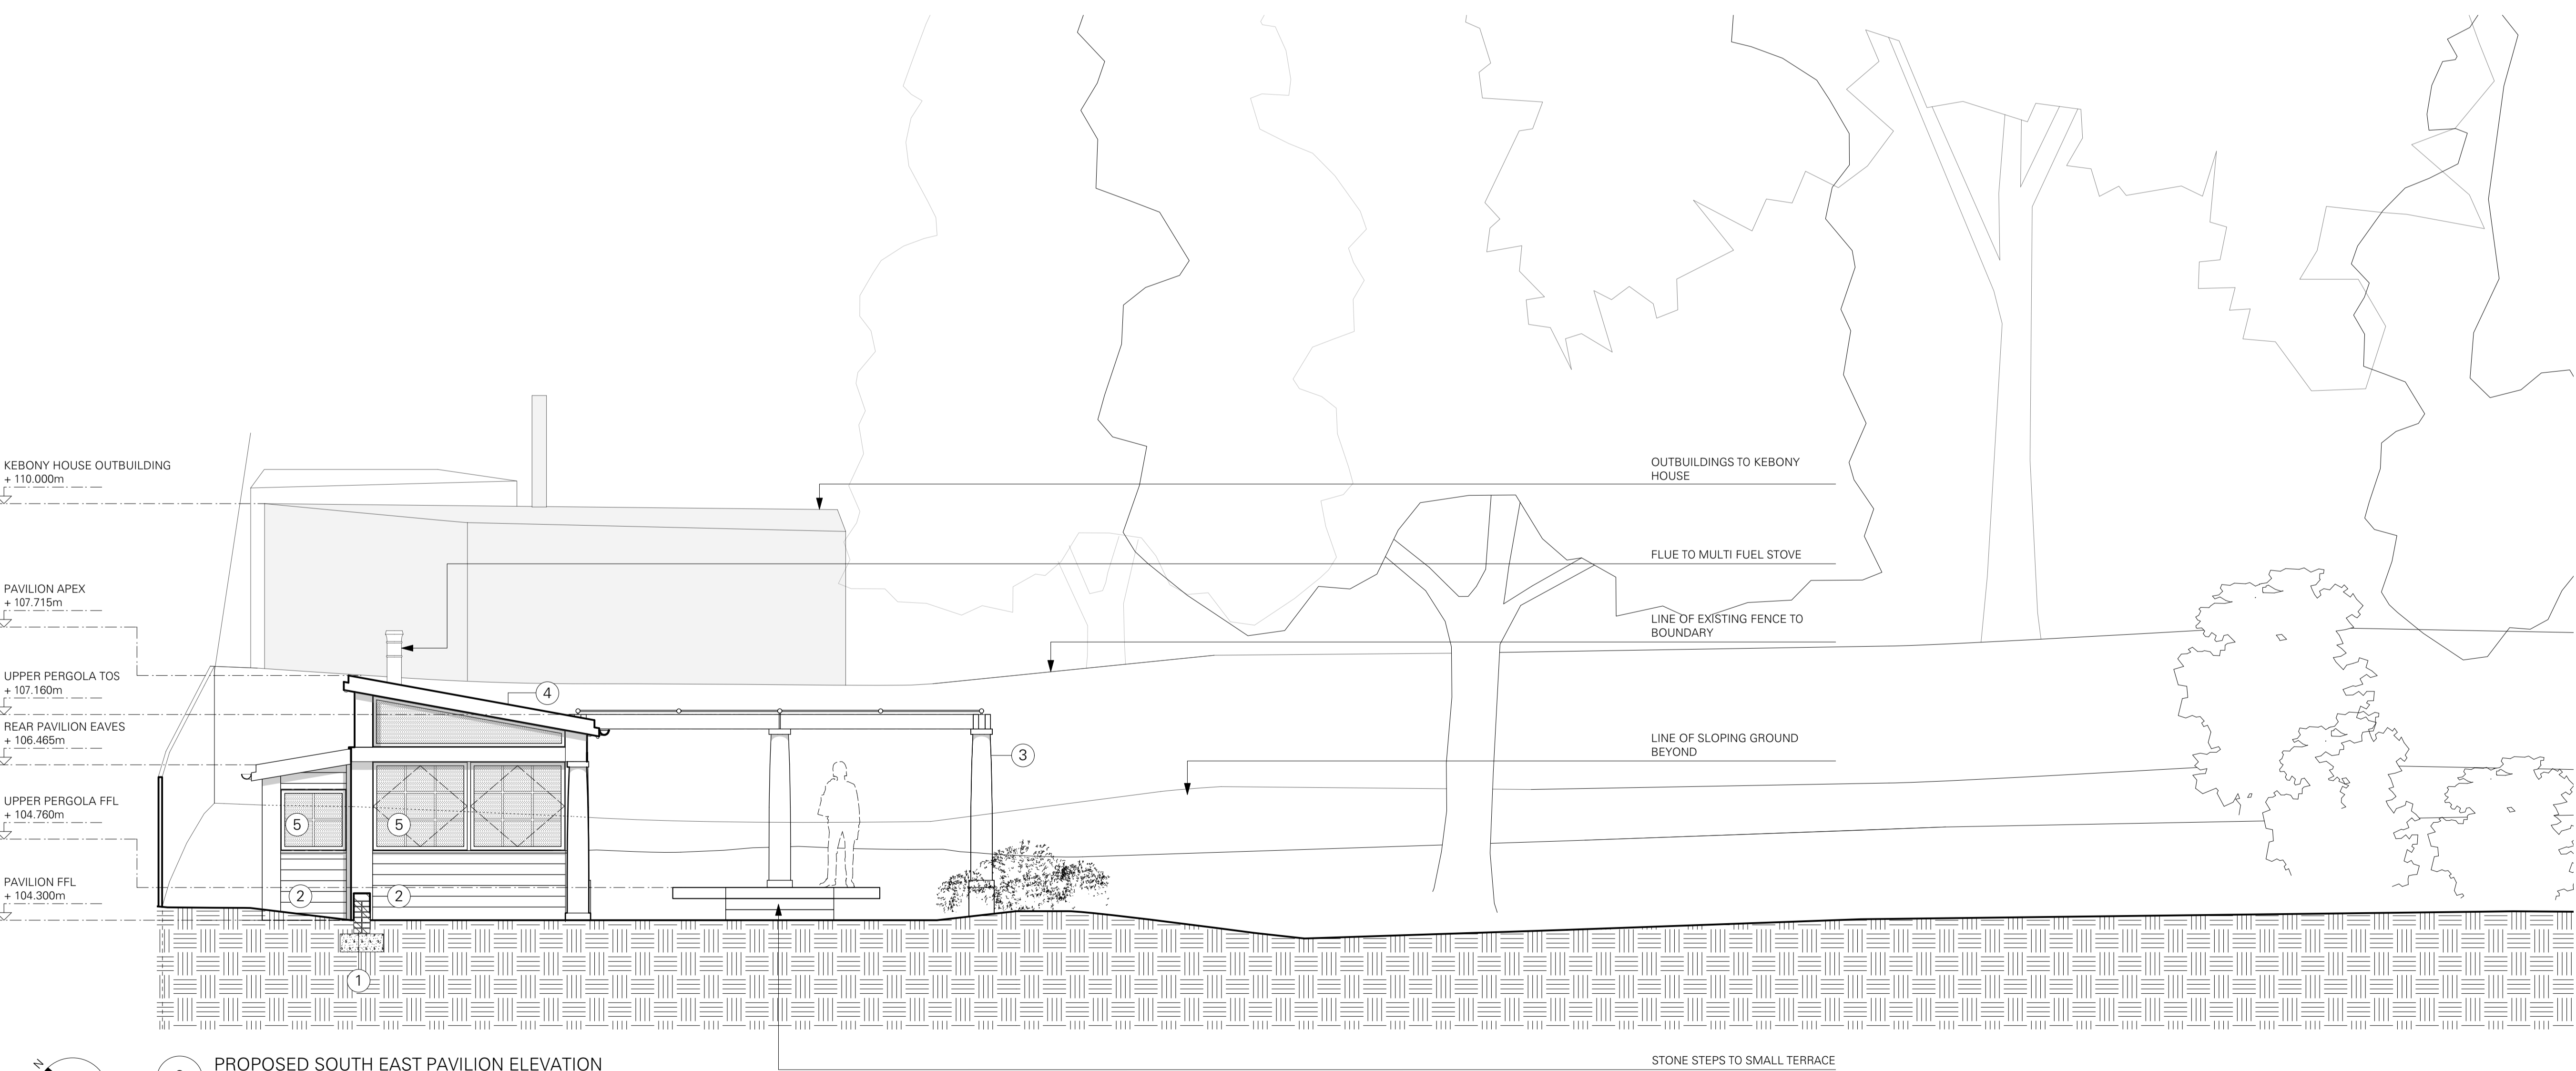 KEBONY HOUSE OUTBUILDING
+ 110.000m
PAVILION APEX
+ 107.715m
UPPER PERGOLA TOS
+ 107.160m
REAR PAVILION EAVES
+ 106.465m
UPPER PERGOLA FFL
+ 104.760m
PAVILION FFL
+ 104.300m
4
3
5
5
2
2
1
OUTBUILDINGS TO KEBONY
HOUSE
FLUE TO MULTI FUEL STOVE
LINE OF EXISTING FENCE TO
BOUNDARY
LINE OF SLOPING GROUND
BEYOND
STONE STEPS TO SMALL TERRACE
N
PROPOSED SOUTH EAST PAVILION ELEVATION